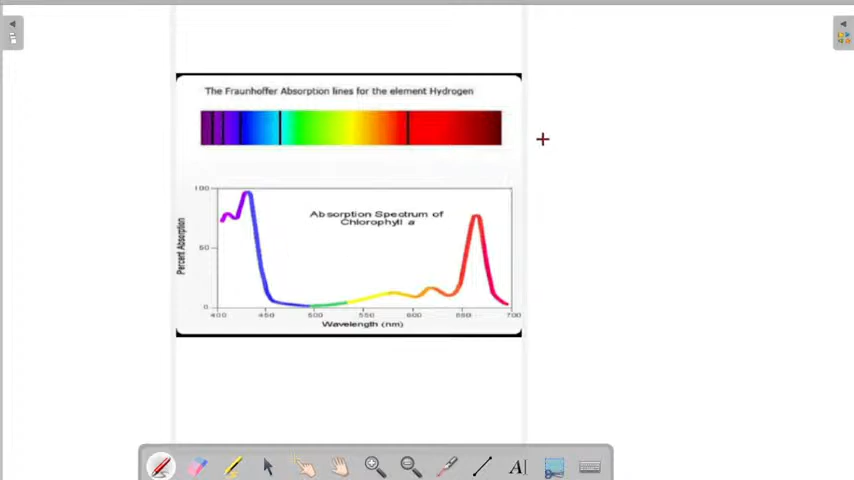 The Fraunhoffer Absorption lines for the element Hydrogen
100
Absorption Spectrum of
Chlorophyll a
Percent Absorption
50
0
400 450 500 550 600 650 700
Wavelength (nm)
A